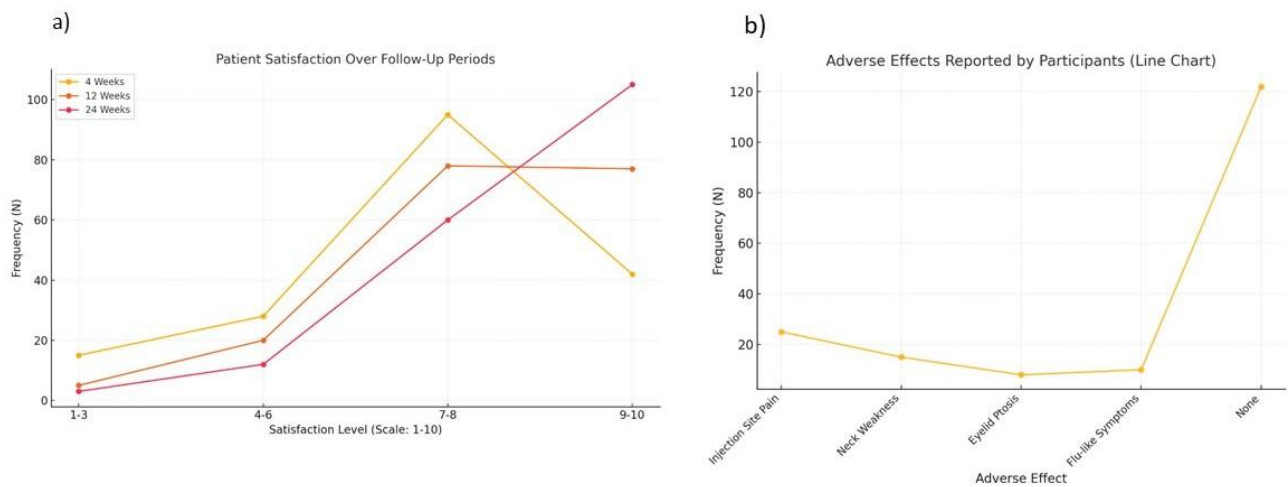 a)
Patient Satisfaction Over Follow-Up Periods
4 Weeks
12 Weeks
24 Weeks
100
80
60
40
20
0
Frequency (N)
1-3
4-6
7-8
9-10
Satisfaction Level (Scale: 1-10)
b)
Adverse Effects Reported by Participants (Line Chart)
120
100
80
60
40
20
Frequency (N)
Injection Site Pain
Neck Weakness
Eyelid Ptosis
Flu-like Symptoms
None
Adverse Effect